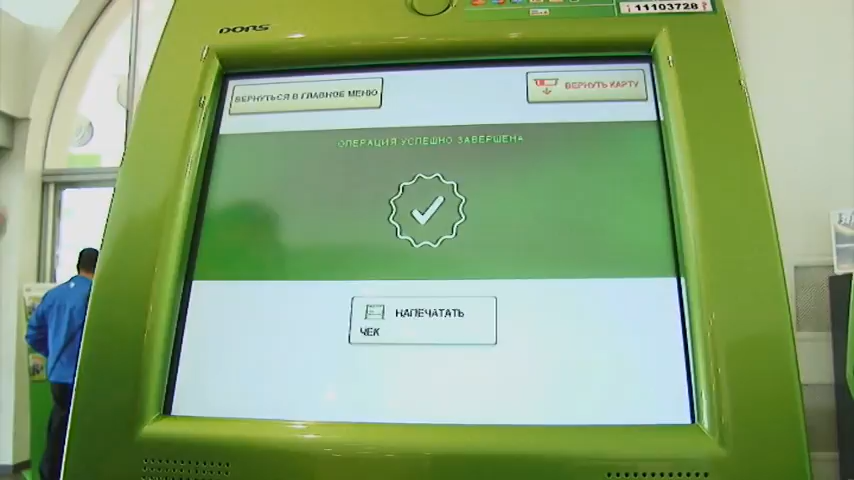 DORS
11103728
ВЕРНУТЬСЯ В ГЛАВНОЕ МЕНЮ
ВЕРНУТЬ КАРТУ
ОПЕРАЦИЯ УСПЕШНО ЗАВЕРШЕНА
НАПЕЧАТАТЬ
ЧЕК